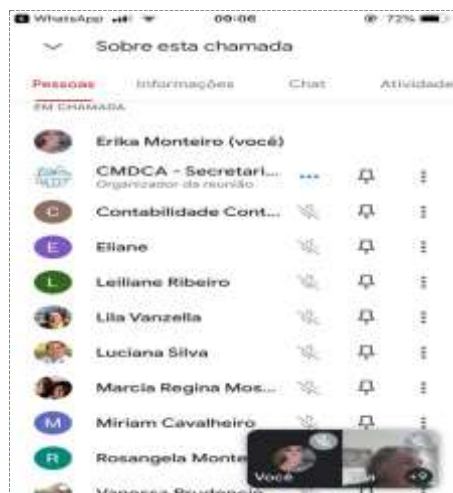 WhatsApp 09:06 72%
Sobre esta chamada
Pessoas Informações Chat Atividade
EM CHAMADA
Erika Monteiro (você)
CMDCA - Secretari...
Organizador da reunião
C Contabilidade Cont...
E Eliane
L Leiliane Ribeiro
Lila Vanzella
Luciana Silva
Marcia Regina Mos...
M Miriam Cavalheiro
R Rosangela Monte
Você +9
Vanessa Prudencio